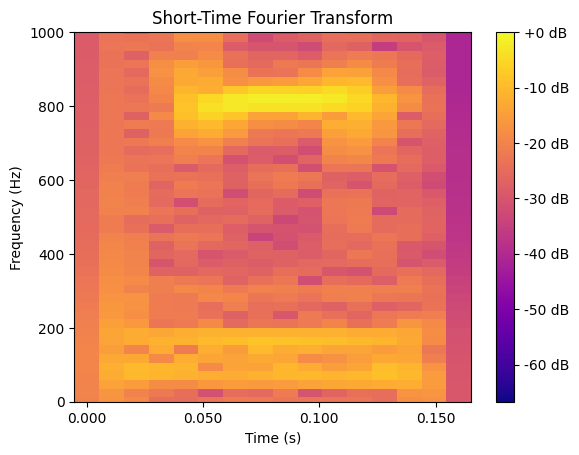 Short-Time Fourier Transform
1000
800
600
400
200
0
Frequency (Hz)
0.000
0.050
0.100
0.150
Time (s)
+0 dB
-10 dB
-20 dB
-30 dB
-40 dB
-50 dB
-60 dB